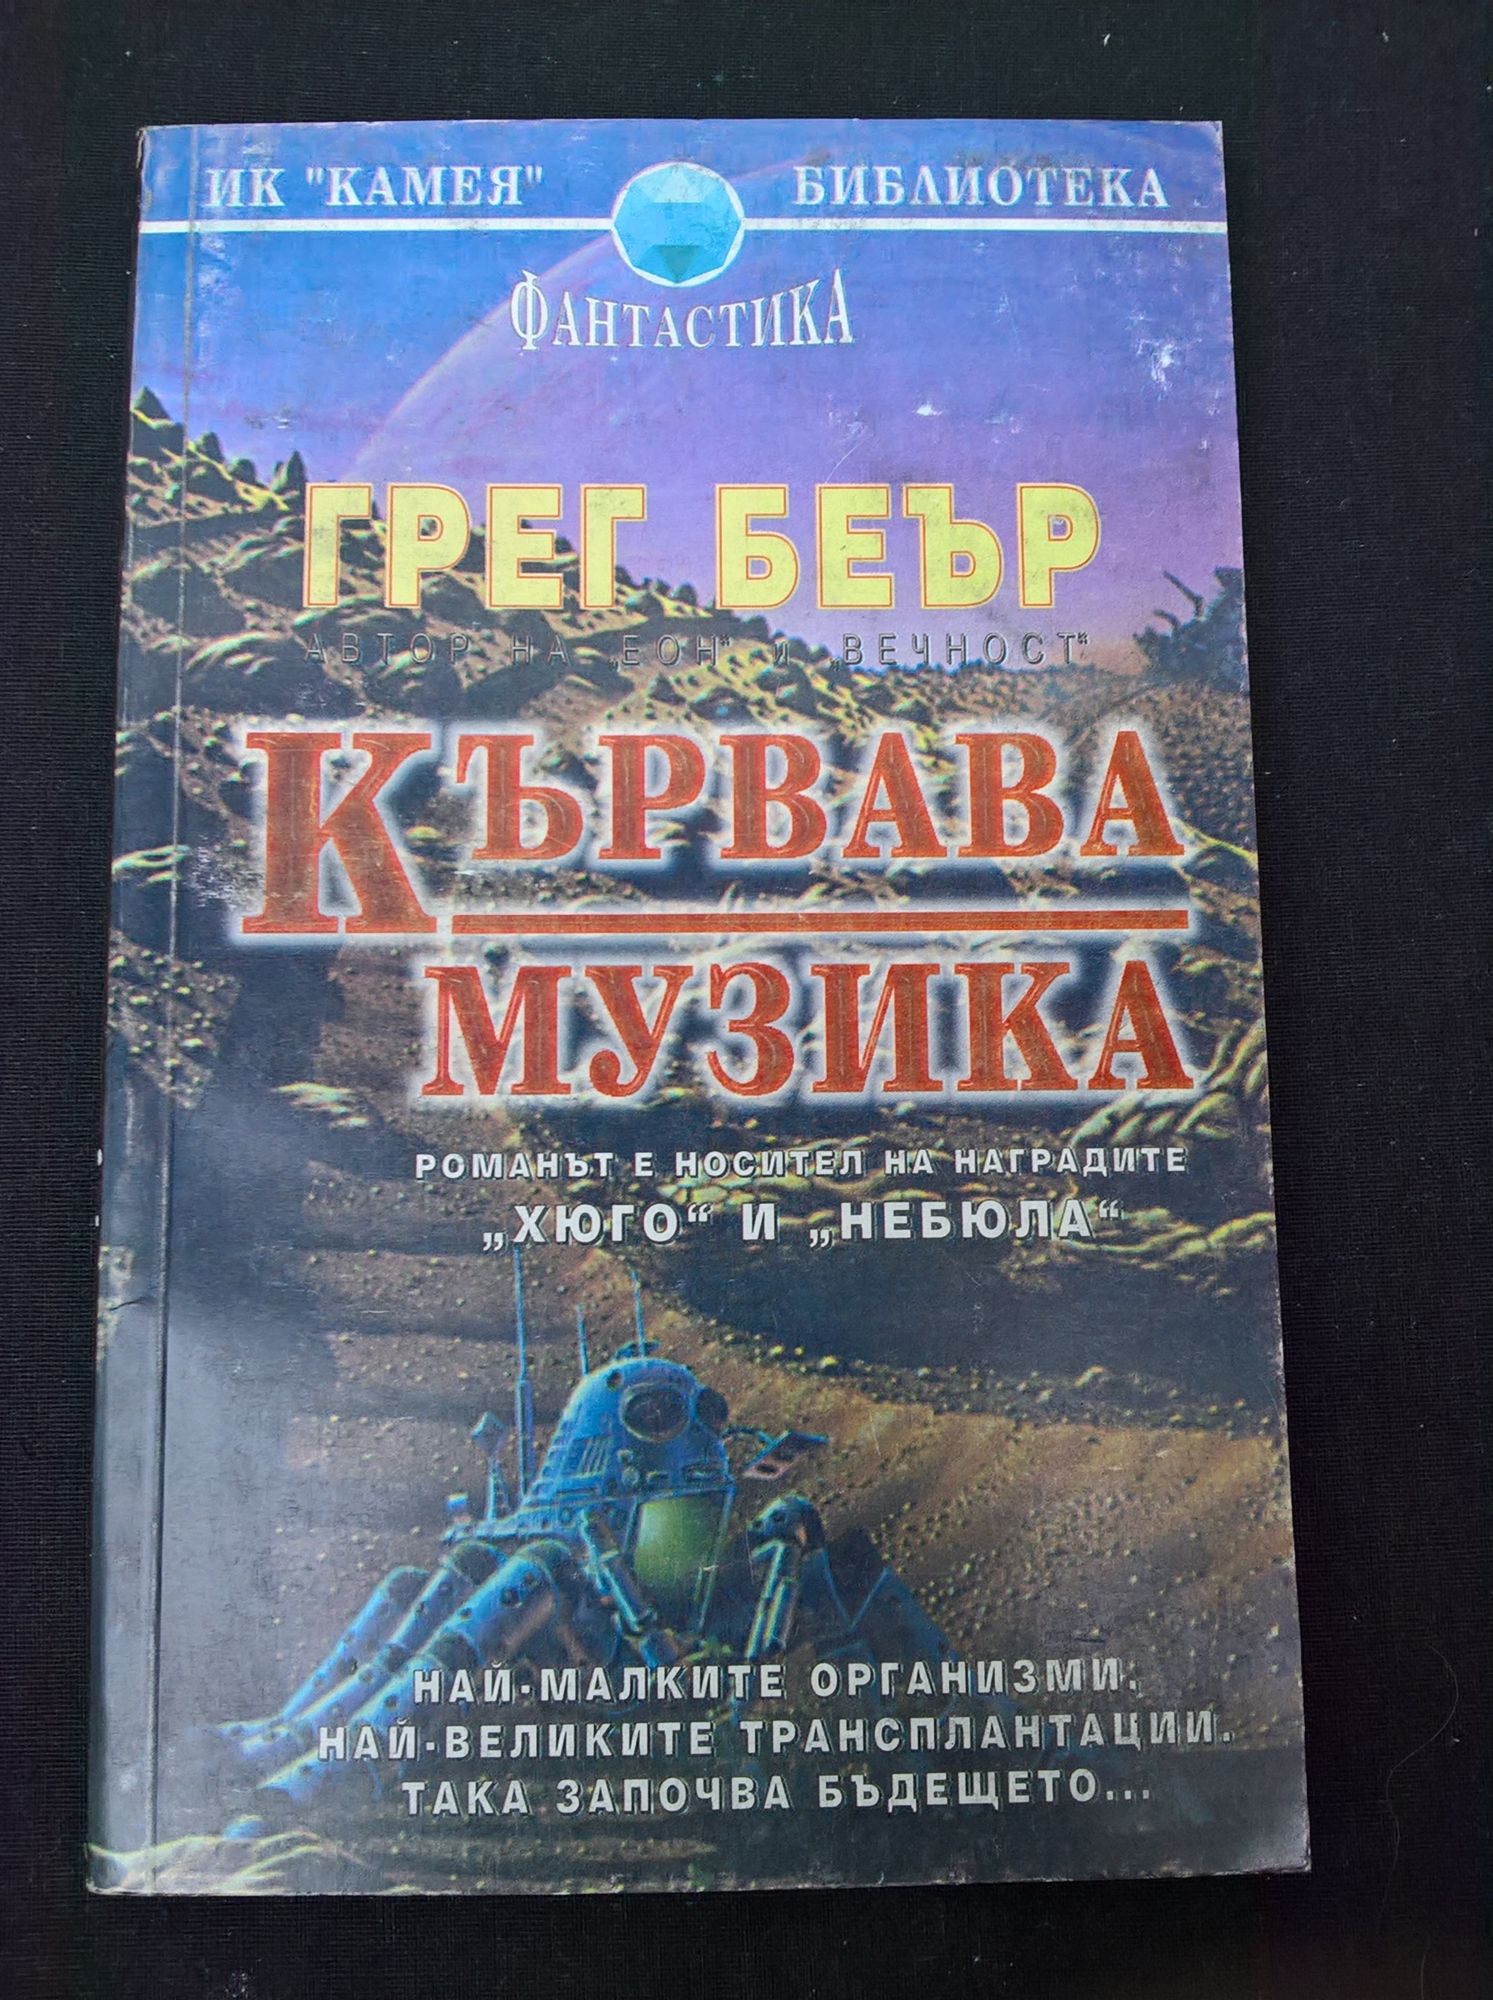 ИК "КАМЕЯ" БИБЛИОТЕКА
ФАНТАСТИКА
ГРЕГ БЕЪР
АВТОР НА „ЕОН“ И „ВЕЧНОСТ“
КЪРВАВА
МУЗИКА
РОМАНЪТ Е НОСИТЕЛ НА НАГРАДИТЕ
„ХЮГО“ И „НЕБЮЛА“
НАЙ-МАЛКИТЕ ОРГАНИЗМИ.
НАЙ-ВЕЛИКИТЕ ТРАНСПЛАНТАЦИИ.
ТАКА ЗАПОЧВА БЪДЕЩЕТО...